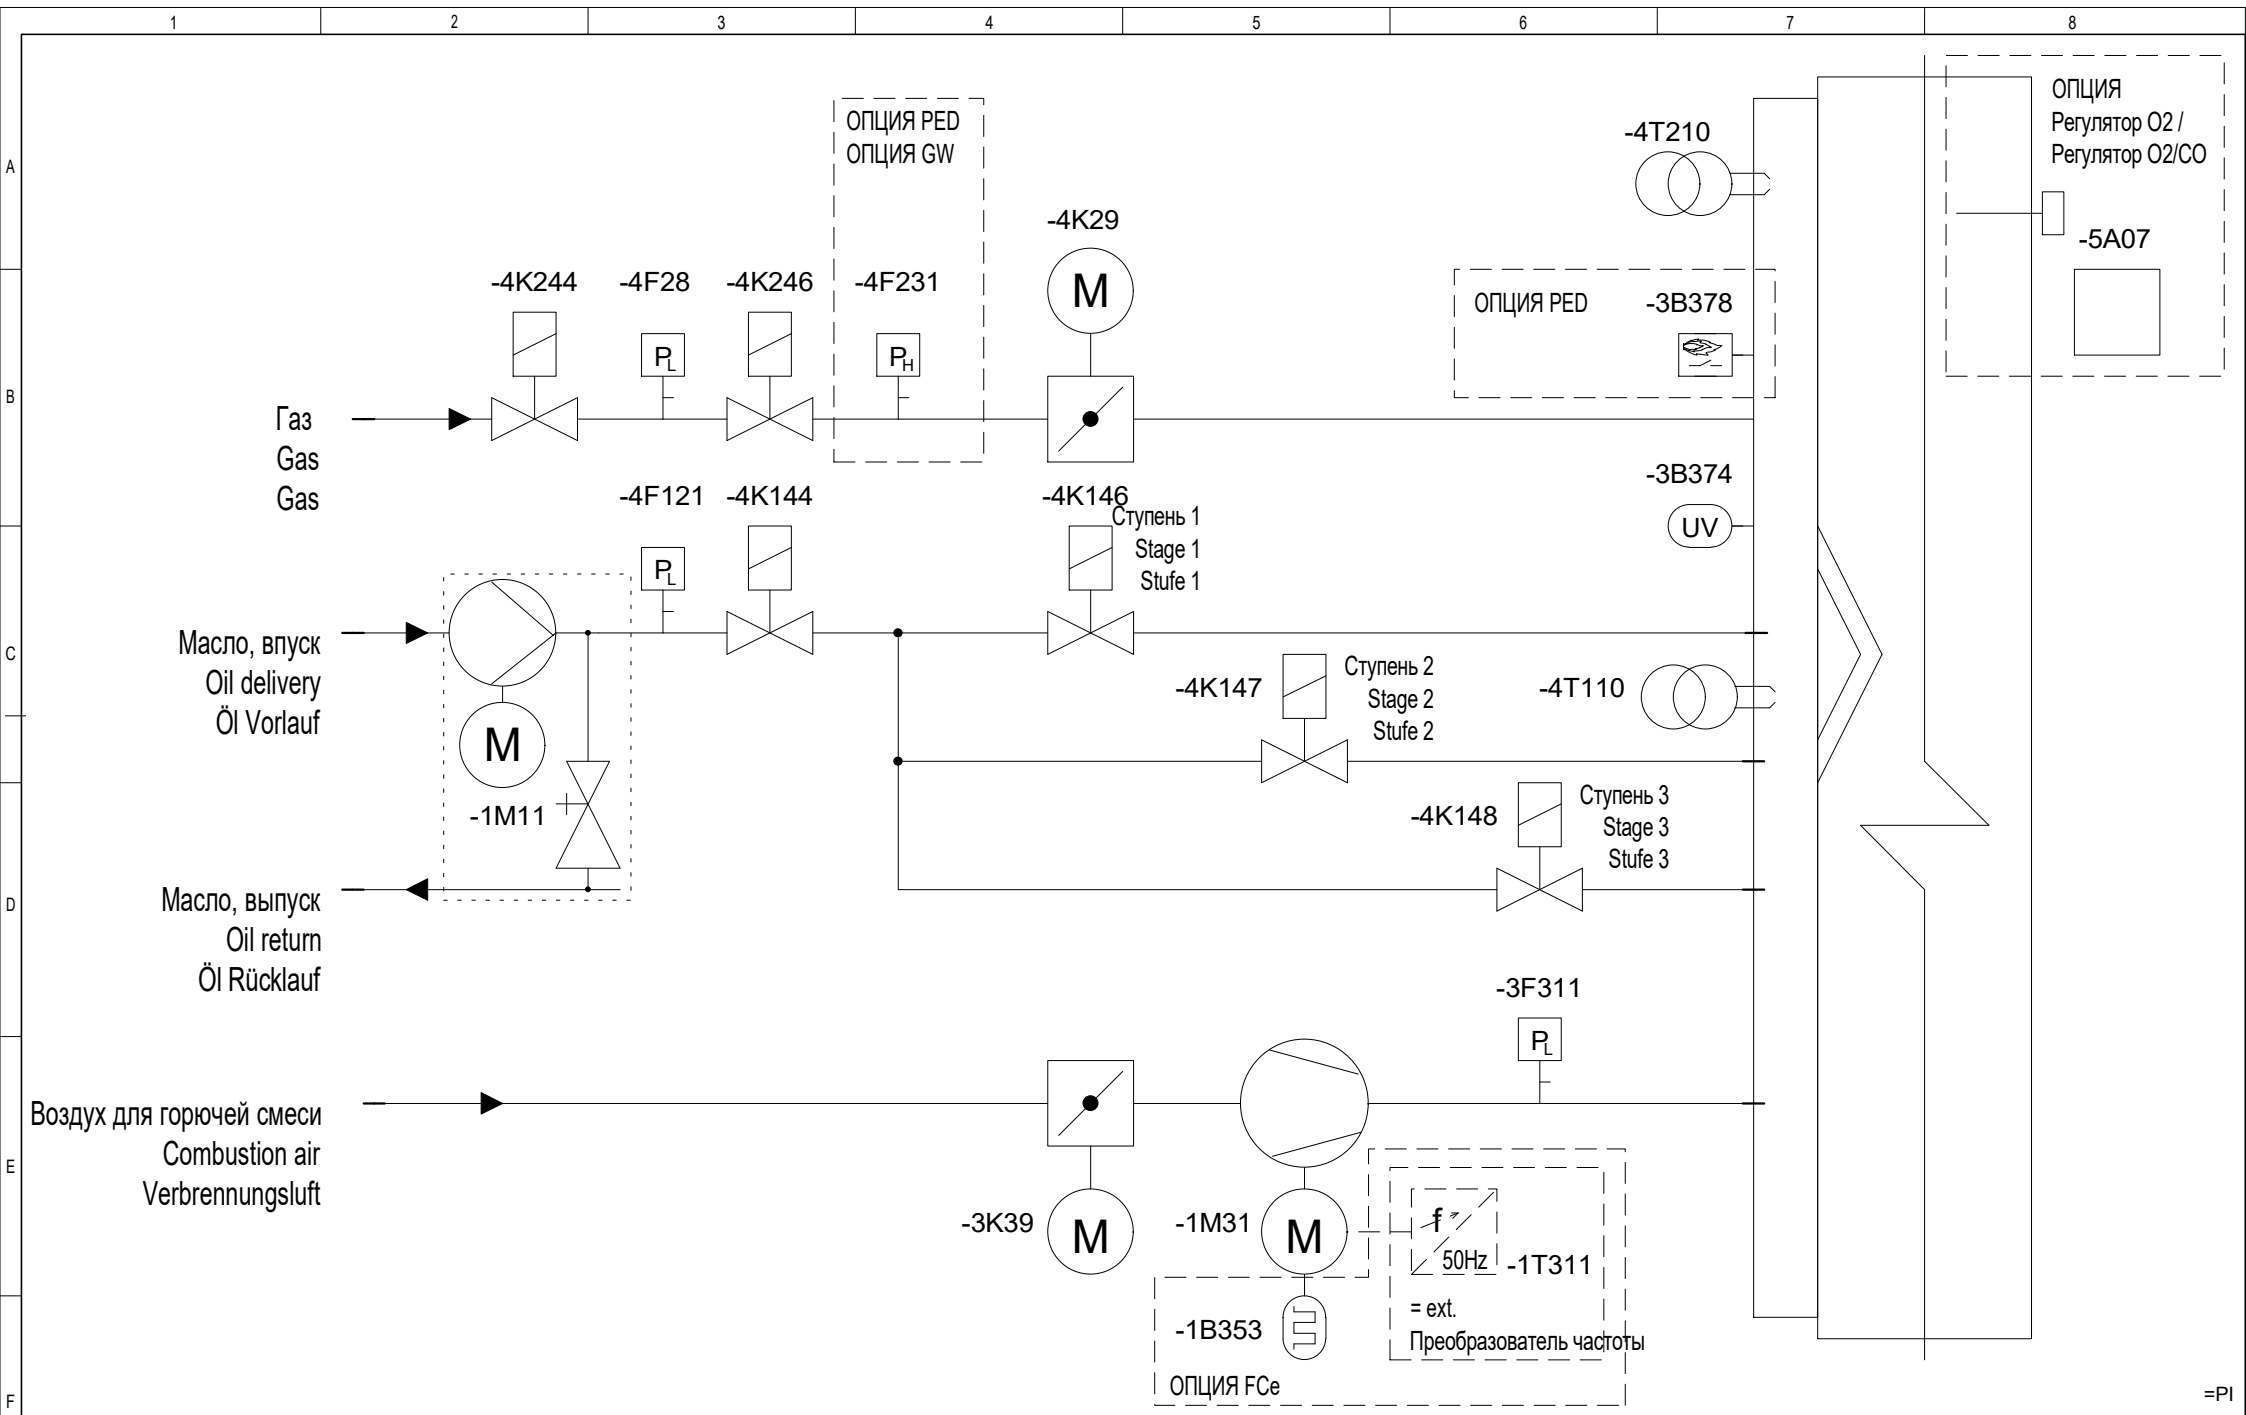 1 2 3 4 5 6 7 8
A
B
C
D
E
F
ОПЦИЯ PED
ОПЦИЯ GW
-4T210
ОПЦИЯ
Регулятор O2 /
Регулятор O2/CO
-5A07
-4K29
-4K244
-4F28
-4K246
-4F231
M
PL
PH
ОПЦИЯ PED
-3B378
Газ
Gas
Gas
-3B374
UV
-4F121
-4K144
-4K146
Ступень 1
Stage 1
Stufe 1
PL
Масло, впуск
Oil delivery
Öl Vorlauf
M
-1M11
-4K147
Ступень 2
Stage 2
Stufe 2
-4T110
-4K148
Ступень 3
Stage 3
Stufe 3
Масло, выпуск
Oil return
Öl Rücklauf
-3F311
PL
Воздух для горючей смеси
Combustion air
Verbrennungsluft
-3K39
M
-1M31
M
f
50Hz
-1T311
= ext.
Преобразователь частоты
-1B353
ОПЦИЯ FCe
=PI